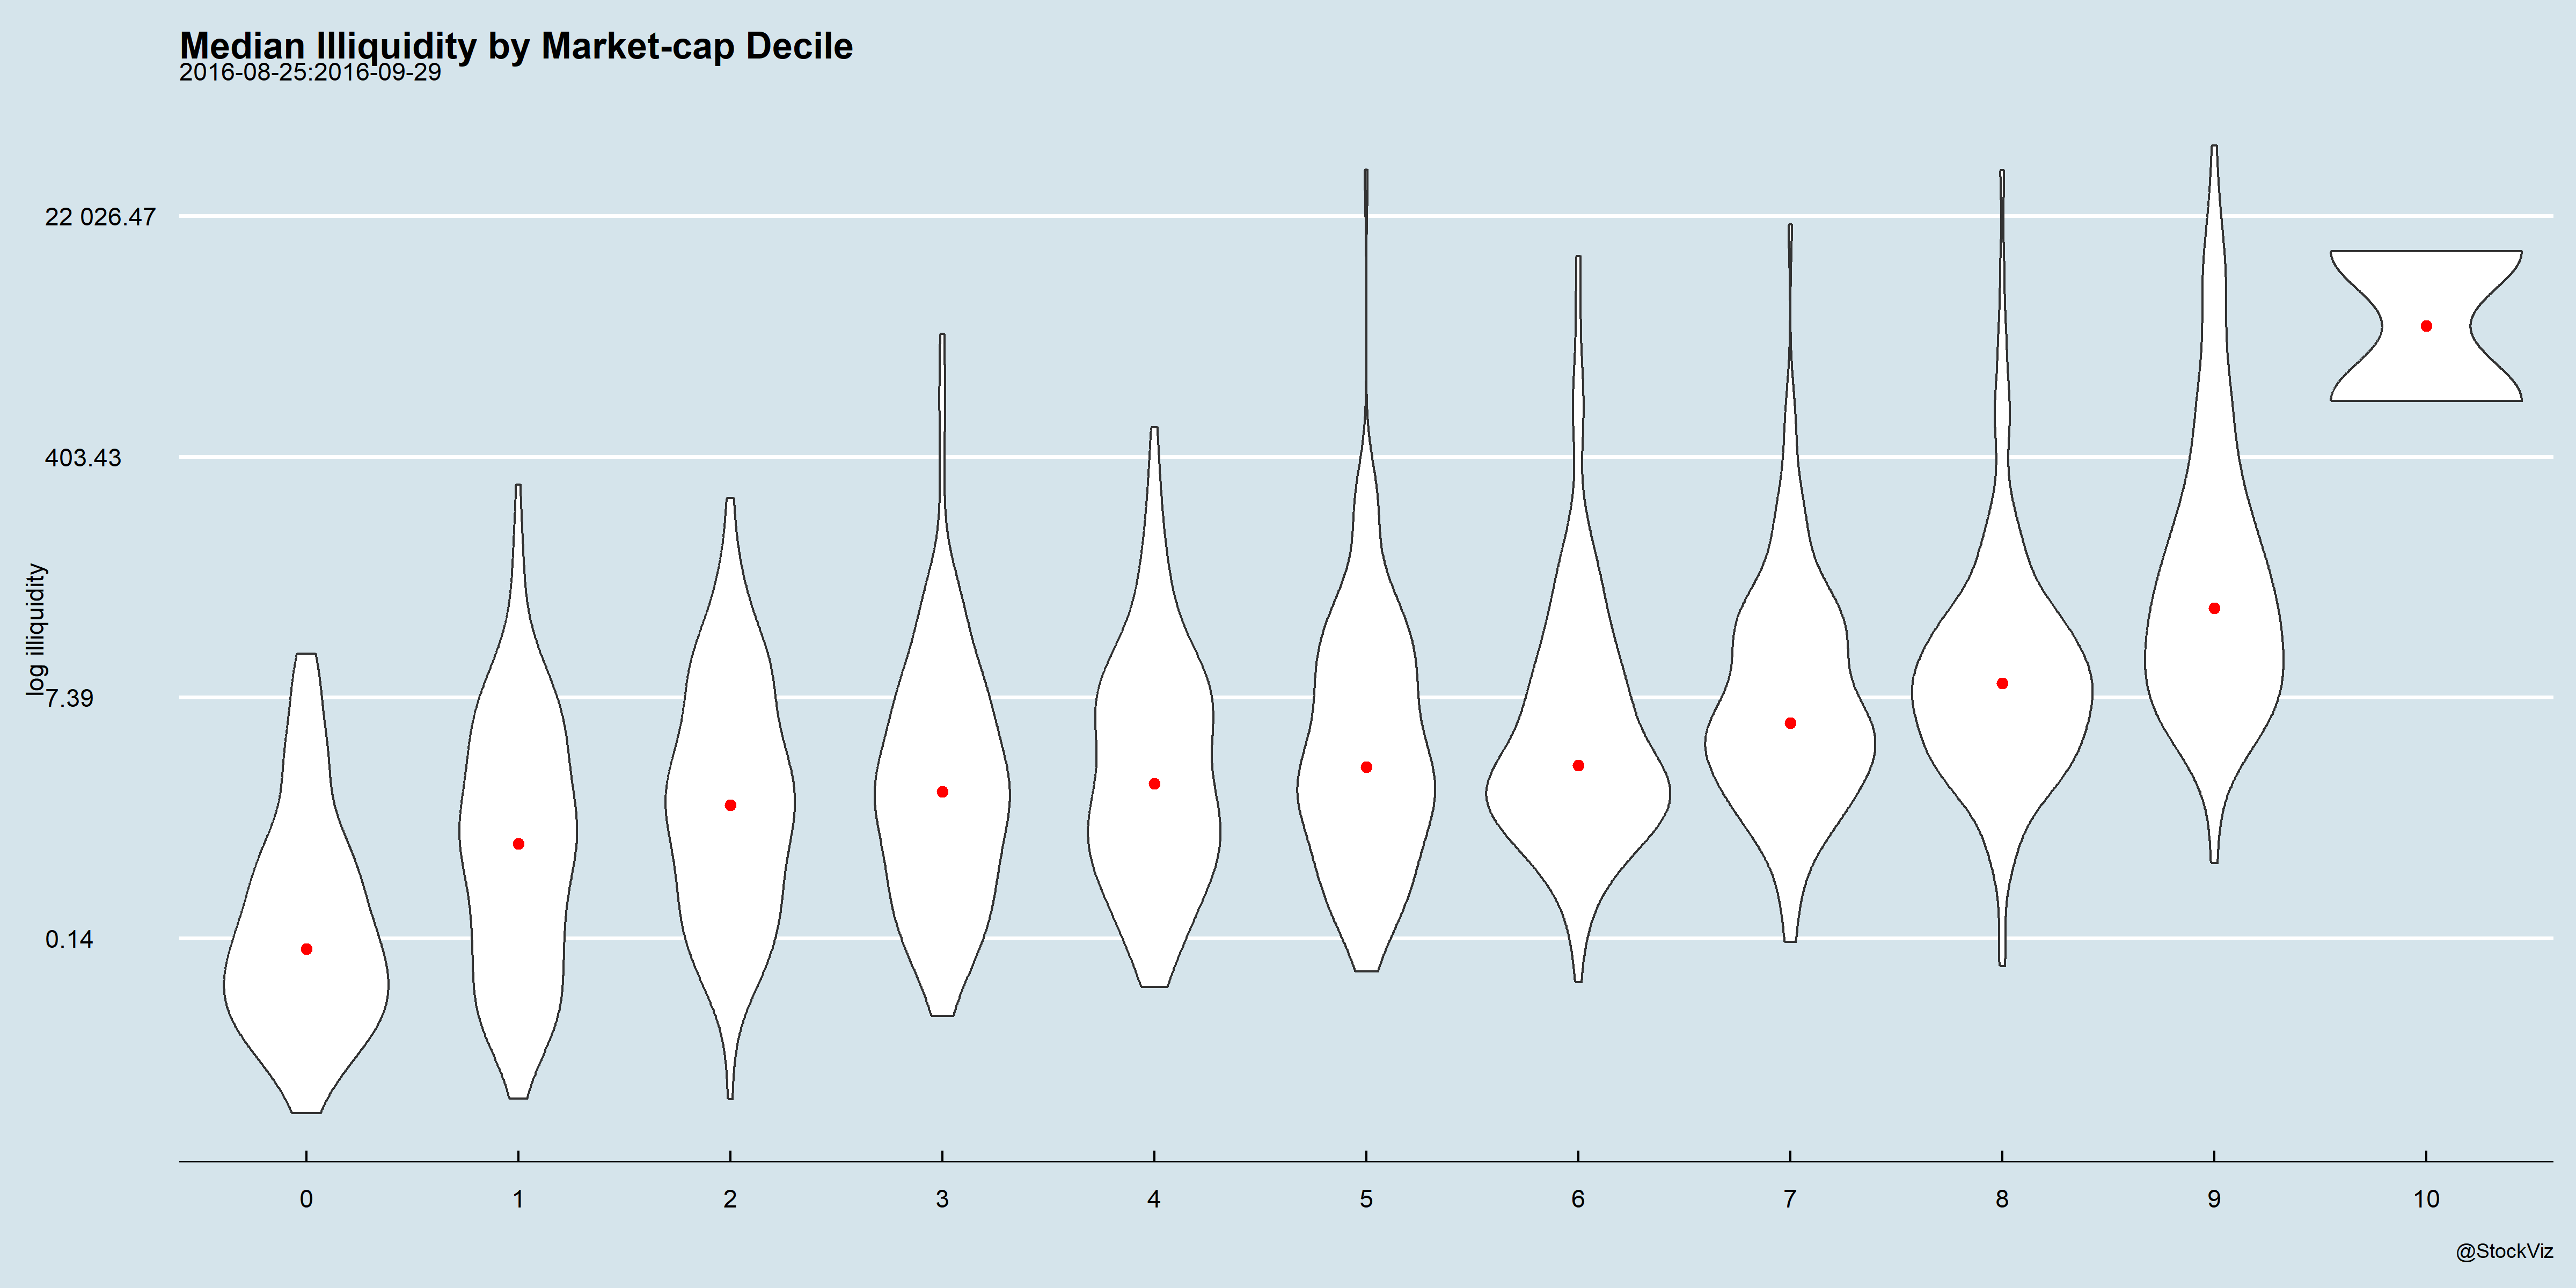 Median Illiquidity by Market-cap Decile
2016-08-25:2016-09-29
22 026.47
403.43
7.39
0.14
log illiquidity
0 1 2 3 4 5 6 7 8 9 10
@StockViz